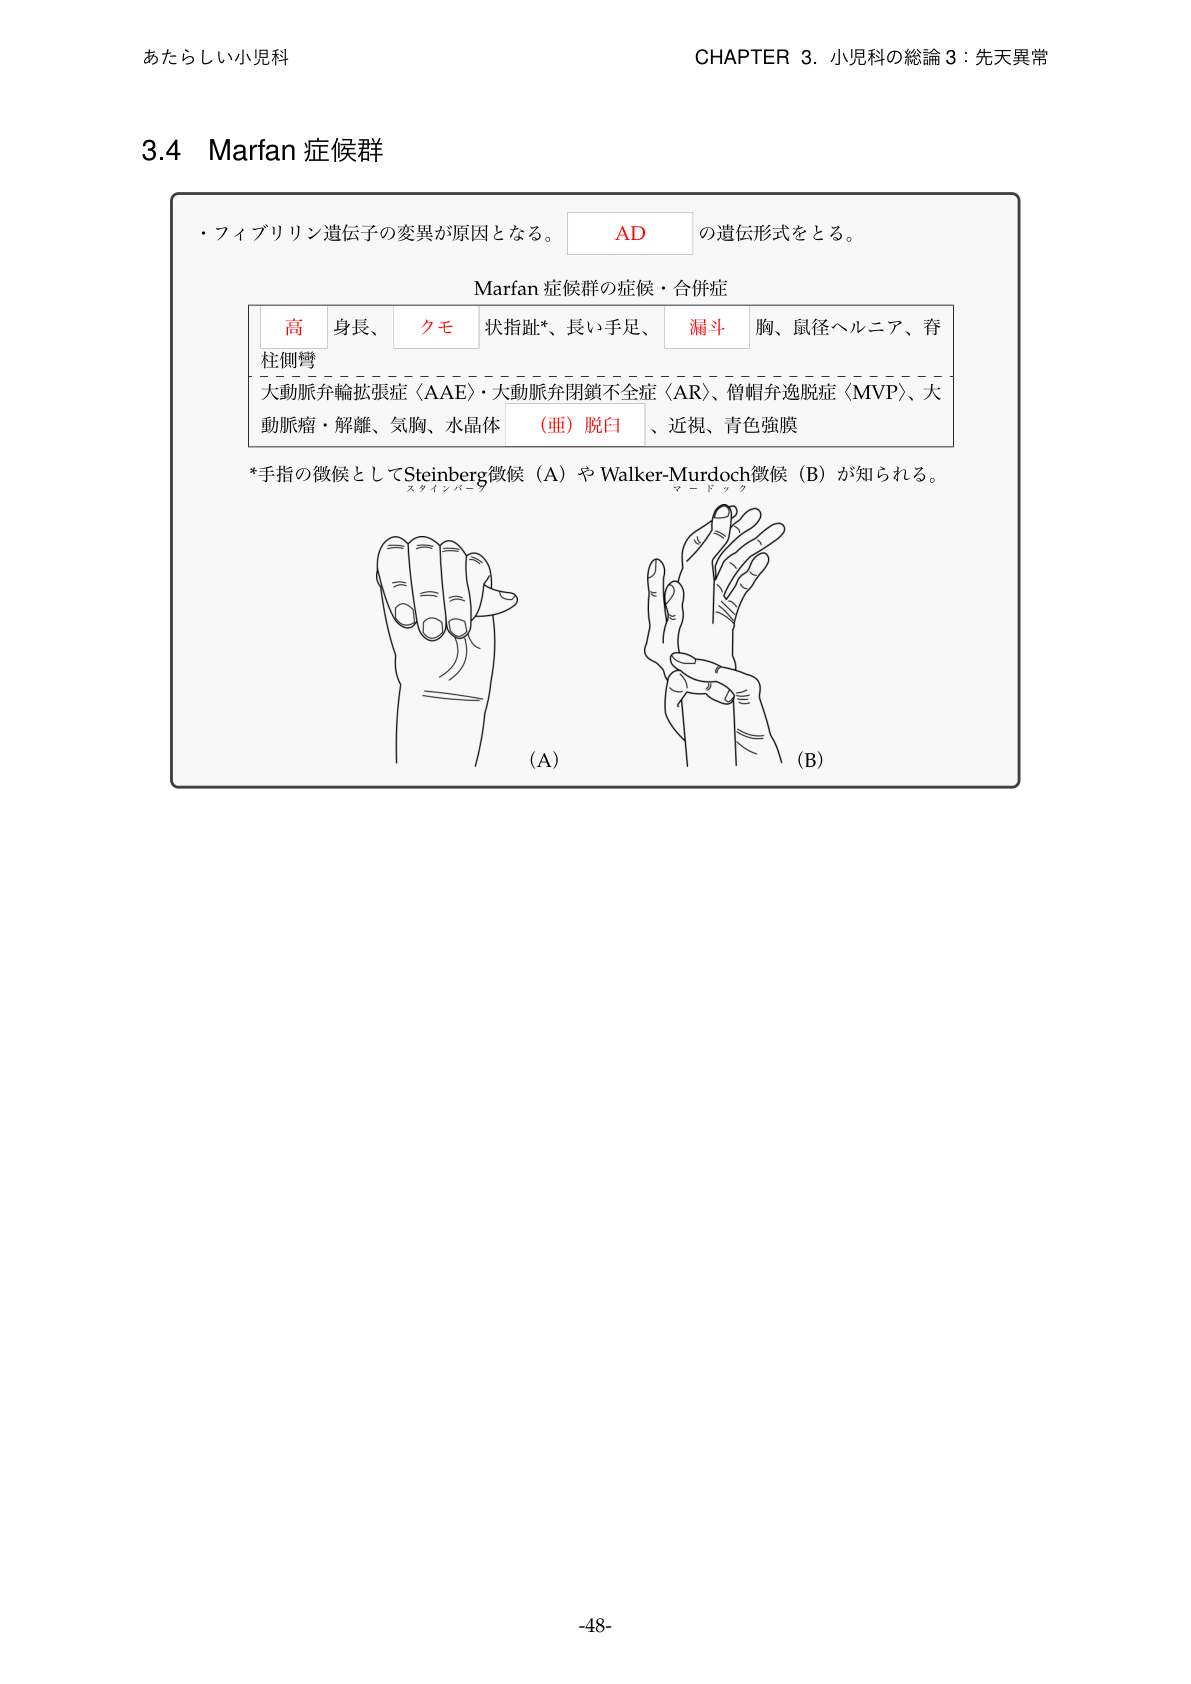 あたらしい小児科
CHAPTER 3. 小児科の総論 3：先天異常
3.4 Marfan 症候群
・フィブリリン遺伝子の変異が原因となる。 AD の遺伝形式をとる。
Marfan 症候群の症候・合併症
高 身長、 クモ 状指趾*、長い手足、 漏斗 胸、鼠径ヘルニア、脊
柱側彎
大動脈弁輪拡張症〈AAE〉・大動脈弁閉鎖不全症〈AR〉、僧帽弁逸脱症〈MVP〉、大
動脈瘤・解離、気胸、水晶体 （亜）脱臼 、近視、青色強膜
*手指の徴候としてSteinberg徴候（A）や Walker-Murdoch徴候（B）が知られる。
スタインバーグ マードック
（A）
（B）
-48-